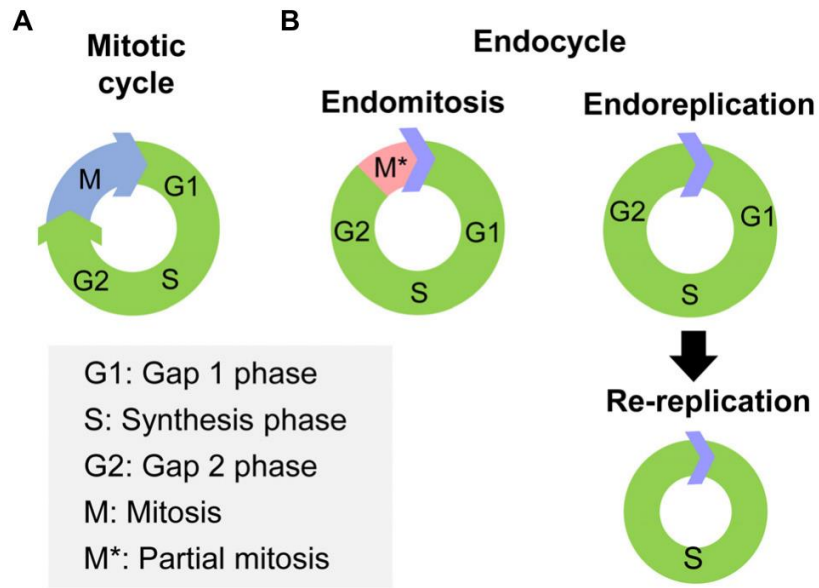 A
Mitotic
cycle
M
G1
G2
S
B
Endocycle
Endomitosis
M*
G2
G1
S
Endoreplication
G2
G1
S
Re-replication
S
G1: Gap 1 phase
S: Synthesis phase
G2: Gap 2 phase
M: Mitosis
M*: Partial mitosis